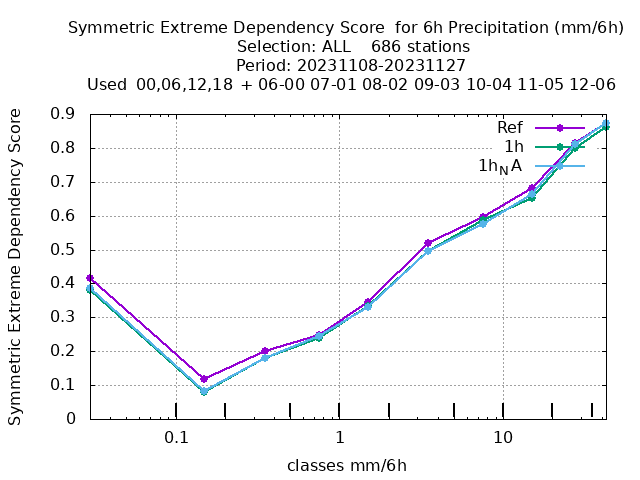 Symmetric Extreme Dependency Score  for 6h Precipitation (mm/6h)
Selection: ALL    686 stations
Period: 20231108-20231127
Used  00,06,12,18  + 06-00 07-01 08-02 09-03 10-04 11-05 12-06
Symmetric Extreme Dependency Score
0.9
0.8
0.7
0.6
0.5
0.4
0.3
0.2
0.1
0
Ref
1h
1hNA
0.1 1 10
classes mm/6h